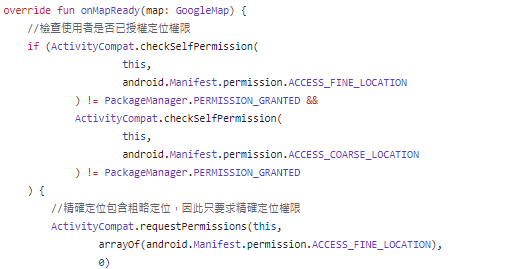 override fun onMapReady(map: GoogleMap) {
    //檢查使用者是否已授權定位權限
    if (ActivityCompat.checkSelfPermission(
                    this,
                    android.Manifest.permission.ACCESS_FINE_LOCATION
            ) != PackageManager.PERMISSION_GRANTED &&
            ActivityCompat.checkSelfPermission(
                    this,
                    android.Manifest.permission.ACCESS_COARSE_LOCATION
            ) != PackageManager.PERMISSION_GRANTED
    ) {
        //精確定位包含粗略定位，因此只要求精確定位權限
        ActivityCompat.requestPermissions(this,
                arrayOf(android.Manifest.permission.ACCESS_FINE_LOCATION),
                0)